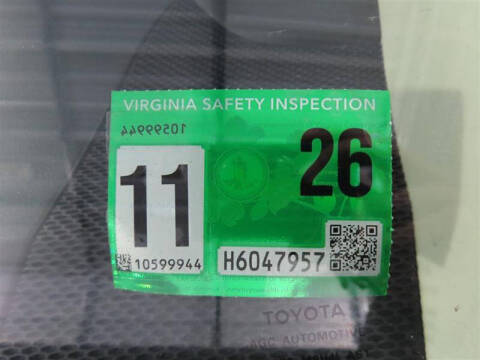 VIRGINIA SAFETY INSPECTION
10599944
11
26
10599944
H6047957
TOYOTA
AUTOMOTIVE